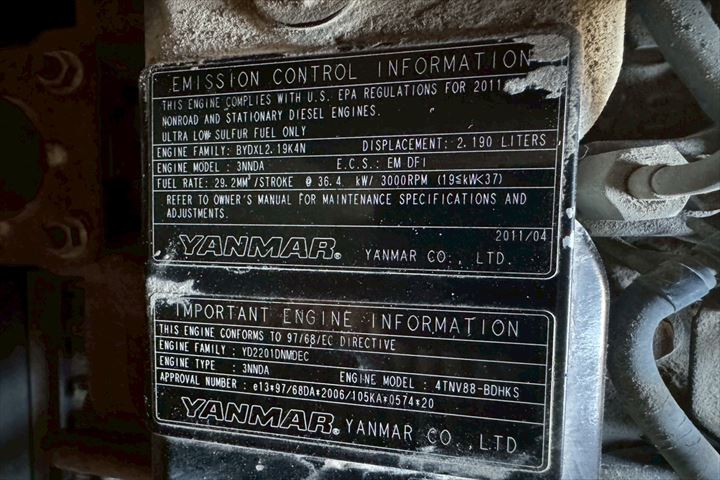 EMISSION CONTROL INFORMATION
THIS ENGINE COMPLIES WITH U.S. EPA REGULATIONS FOR 2011
NONROAD AND STATIONARY DIESEL ENGINES.
ULTRA LOW SULFUR FUEL ONLY
ENGINE FAMILY: BYDXL2.19K4N DISPLACEMENT: 2.190 LITERS
ENGINE MODEL: 3NNDA E.C.S.: EM DFI
FUEL RATE: 29.2MM³/STROKE @ 36.4 kW/ 3000RPM (19≦kW<37)
REFER TO OWNER'S MANUAL FOR MAINTENANCE SPECIFICATIONS AND
ADJUSTMENTS.
2011/04
YANMAR® YANMAR CO., LTD.
IMPORTANT ENGINE INFORMATION
THIS ENGINE CONFORMS TO 97/68/EC DIRECTIVE
ENGINE FAMILY : YD2201DNMDEC
ENGINE TYPE : 3NNDA ENGINE MODEL : 4TNV88-BDHKS
APPROVAL NUMBER : e13*97/68DA*2006/105KA*0574*20
YANMAR® YANMAR CO.,LTD